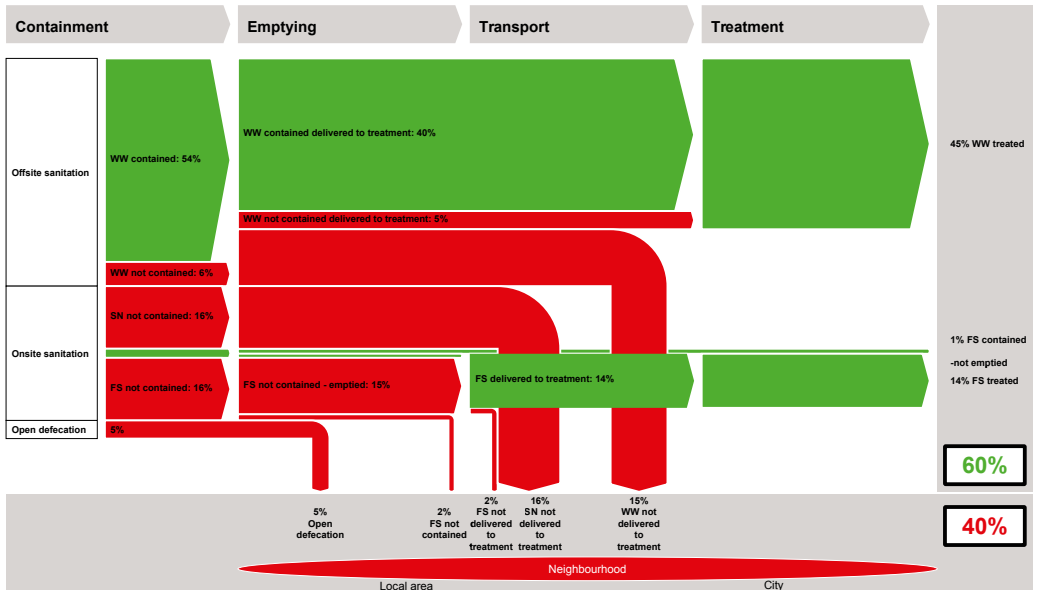 Containment
Emptying
Transport
Treatment
Offsite sanitation
WW contained: 54%
WW contained delivered to treatment: 40%
45% WW treated
WW not contained delivered to treatment: 5%
WW not contained: 6%
Onsite sanitation
SN not contained: 16%
1% FS contained
-not emptied
FS not contained: 16%
FS not contained - emptied: 15%
FS delivered to treatment: 14%
14% FS treated
Open defecation
5%
60%
5%
Open
defecation
2%
FS not
contained
2%
FS not
delivered
to
treatment
16%
SN not
delivered
to
treatment
15%
WW not
delivered
to
treatment
40%
Neighbourhood
Local area
City